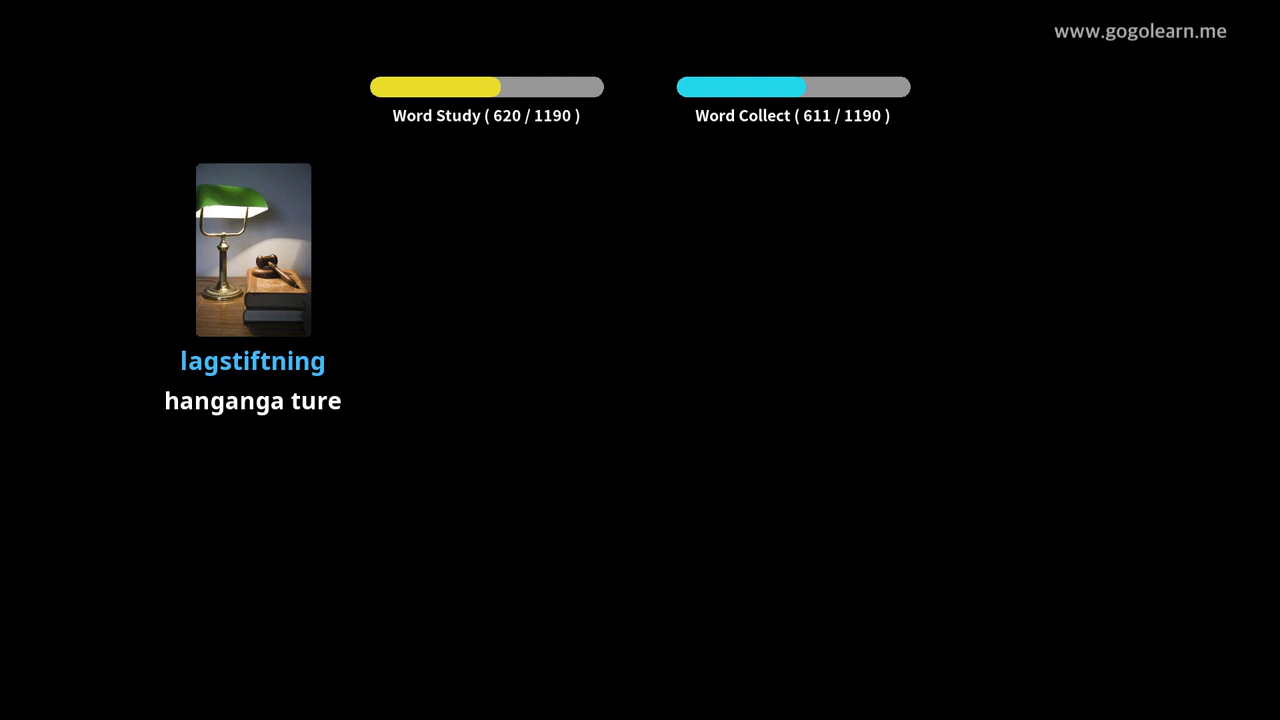 www.gogolearn.me
Word Study ( 620 / 1190 )
Word Collect ( 611 / 1190 )
lagstiftning
hanganga ture